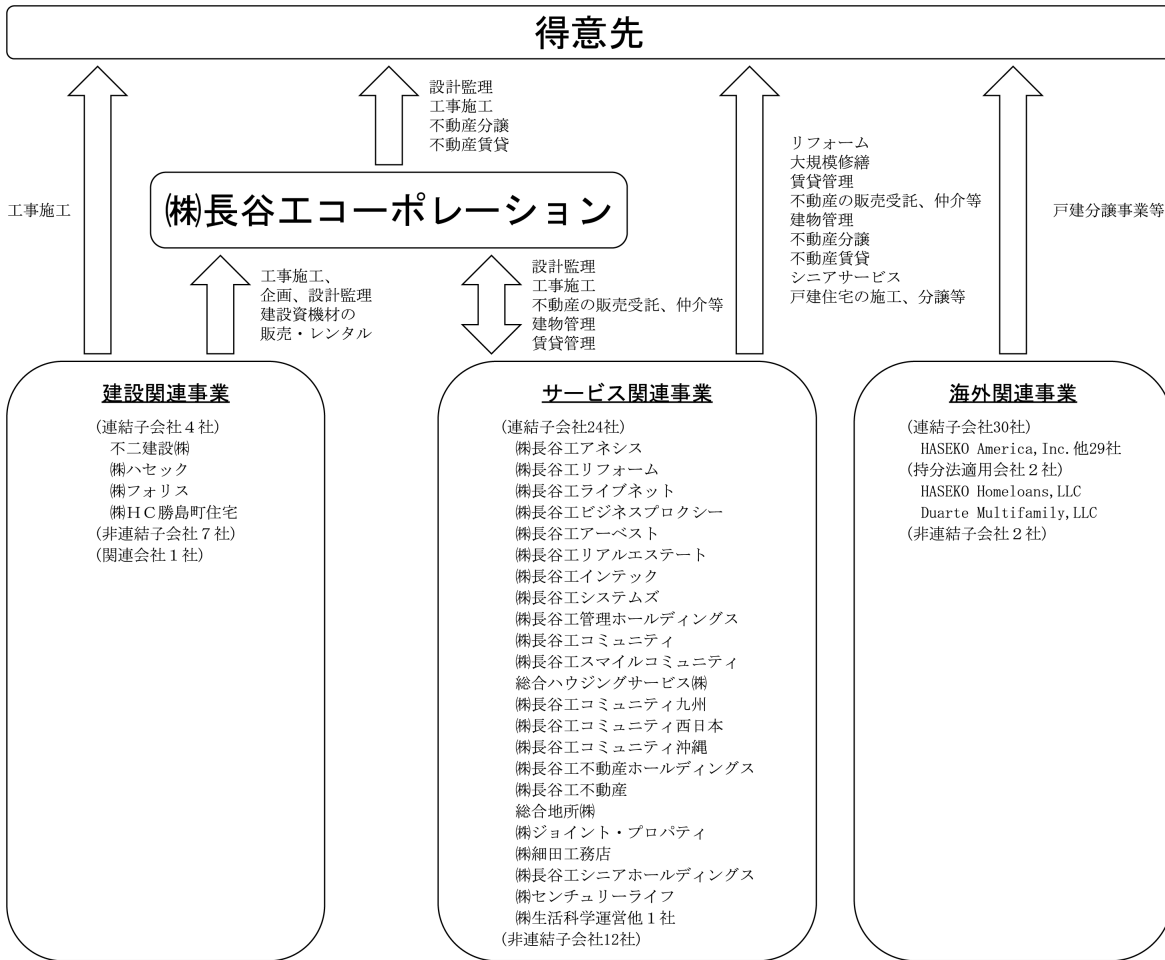 得意先
設計監理
工事施工
不動産分譲
不動産賃貸
リフォーム
大規模修繕
賃貸管理
不動産の販売受託、仲介等
建物管理
不動産分譲
不動産賃貸
シニアサービス
戸建住宅の施工、分譲等
工事施工
㈱長谷工コーポレーション
戸建分譲事業等
工事施工、
企画、設計監理
建設資機材の
販売・レンタル
設計監理
工事施工
不動産の販売受託、仲介等
建物管理
賃貸管理
建設関連事業
(連結子会社4社)
不二建設㈱
㈱ハセック
㈱フォリス
㈱HC勝島町住宅
(非連結子会社7社)
(関連会社1社)
サービス関連事業
(連結子会社24社)
㈱長谷工アネシス
㈱長谷工リフォーム
㈱長谷工ライブネット
㈱長谷工ビジネスプロクシー
㈱長谷工アーベスト
㈱長谷工リアルエステート
㈱長谷工インテック
㈱長谷工システムズ
㈱長谷工管理ホールディングス
㈱長谷工コミュニティ
㈱長谷工スマイルコミュニティ
総合ハウジングサービス㈱
㈱長谷工コミュニティ九州
㈱長谷工コミュニティ西日本
㈱長谷工コミュニティ沖縄
㈱長谷工不動産ホールディングス
㈱長谷工不動産
総合地所㈱
㈱ジョイント・プロパティ
㈱細田工務店
㈱長谷工シニアホールディングス
㈱センチュリーライフ
㈱生活科学運営他1社
(非連結子会社12社)
海外関連事業
(連結子会社30社)
HASEKO America,Inc.他29社
(持分法適用会社2社)
HASEKO Homeloans,LLC
Duarte Multifamily,LLC
(非連結子会社2社)